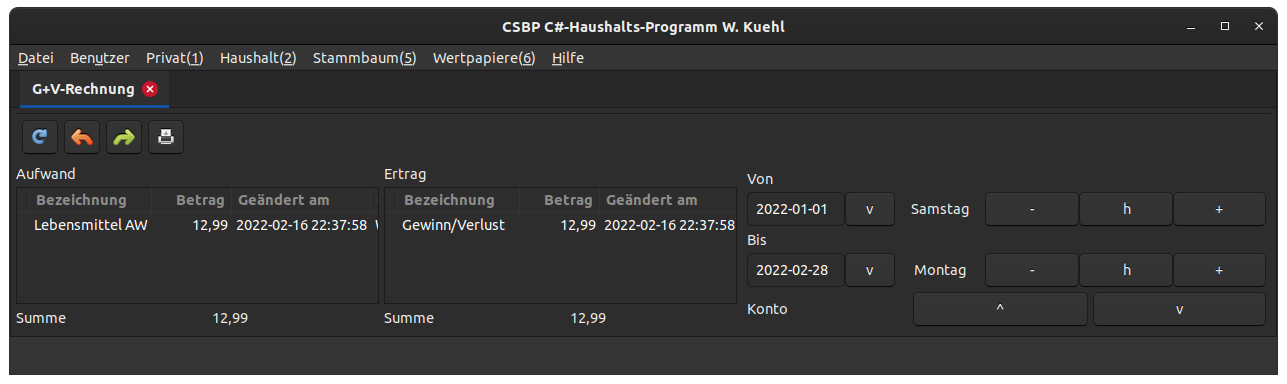 CSBP C#-Haushalts-Programm W. Kuehl
Datei Benutzer Privat(1) Haushalt(2) Stammbaum(5) Wertpapiere(6) Hilfe
G+V-Rechnung
Aufwand
Bezeichnung Betrag Geändert am
Lebensmittel AW 12,99 2022-02-16 22:37:58
Summe 12,99
Ertrag
Bezeichnung Betrag Geändert am
Gewinn/Verlust 12,99 2022-02-16 22:37:58
Summe 12,99
Von
2022-01-01 v Samstag - h +
Bis
2022-02-28 v Montag - h +
Konto ^ v